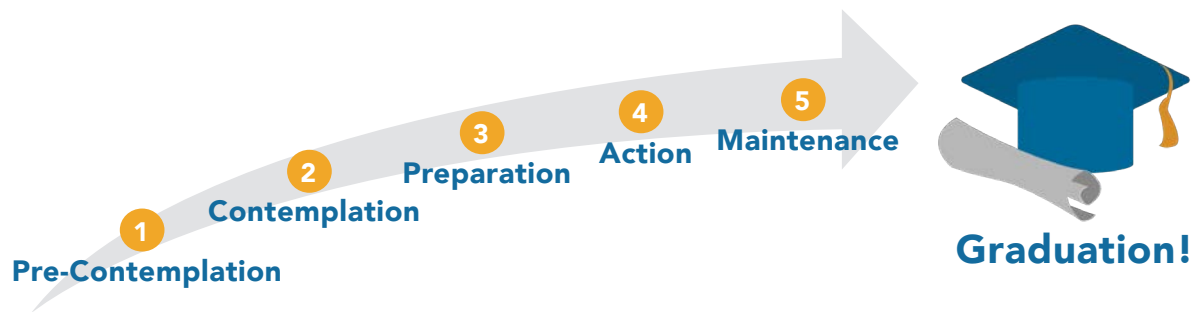 1
Pre-Contemplation
2
Contemplation
3
Preparation
4
Action
5
Maintenance
Graduation!